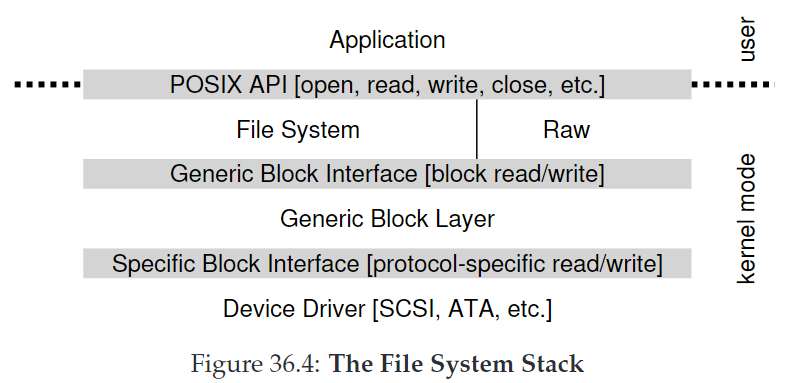 Application
user
POSIX API [open, read, write, close, etc.]
File System
Raw
Generic Block Interface [block read/write]
Generic Block Layer
kernel mode
Specific Block Interface [protocol-specific read/write]
Device Driver [SCSI, ATA, etc.]
Figure 36.4: The File System Stack